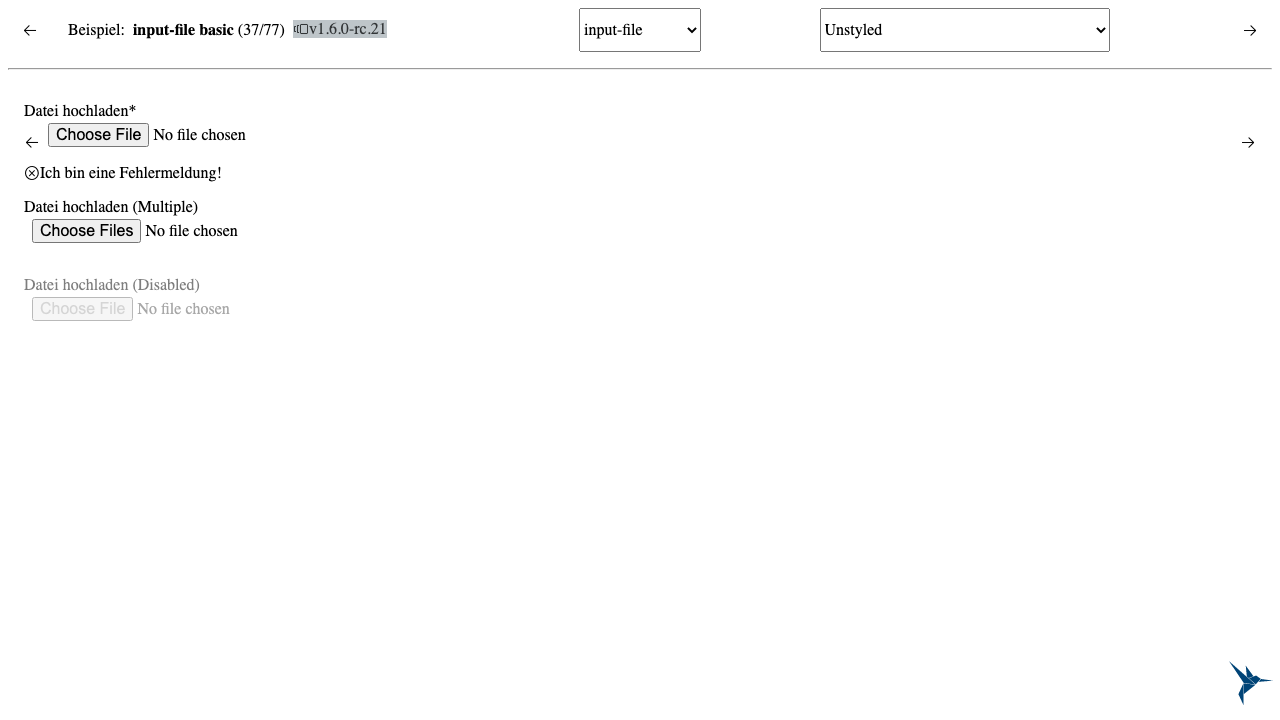 Beispiel: input-file basic (37/77) v1.6.0-rc.21 input-file Unstyled
Datei hochladen*
Choose File No file chosen
Ich bin eine Fehlermeldung!
Datei hochladen (Multiple)
Choose Files No file chosen
Datei hochladen (Disabled)
Choose File No file chosen